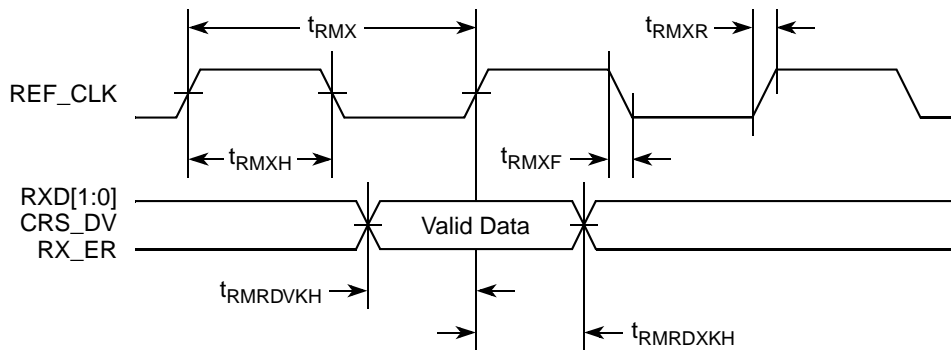 tRMX
tRMXR
REF_CLK
tRMXH
tRMXF
RXD[1:0]
CRS_DV
RX_ER
Valid Data
tRMRDVKH
tRMRDXKH